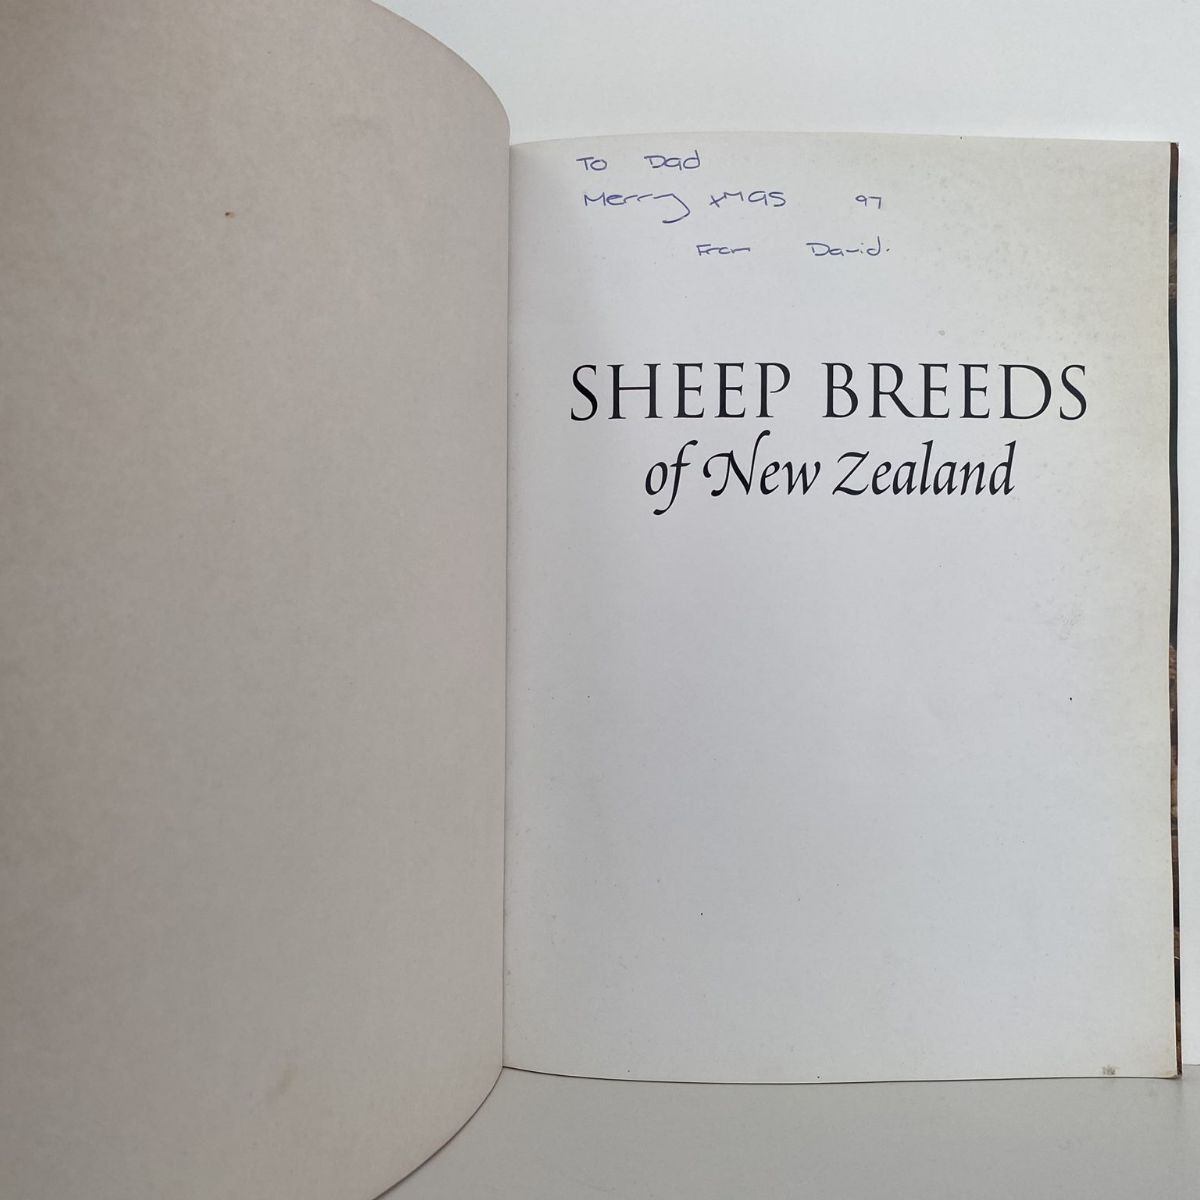 To Dad
Merry xMas 97
From David.
SHEEP BREEDS
of New Zealand